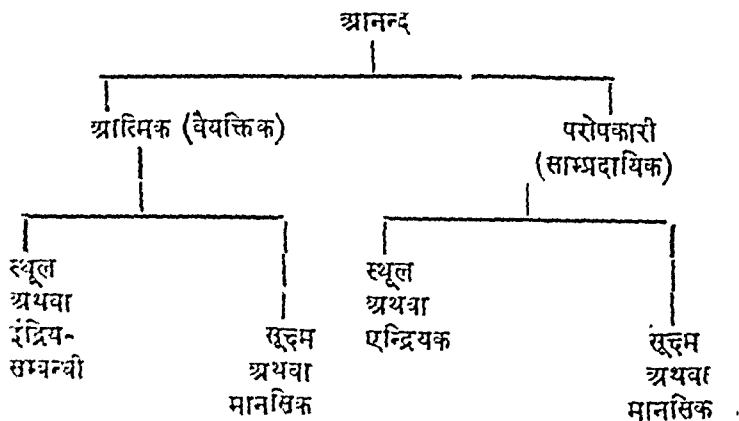 आनन्द
आत्मिक (वैयक्तिक)
परोपकारी
(साम्प्रदायिक)
स्थूल
अथवा
इंद्रिय-
सम्बन्धी
सूक्ष्म
अथवा
मानसिक
स्थूल
अथवा
एन्द्रियक
सूक्ष्म
अथवा
मानसिक